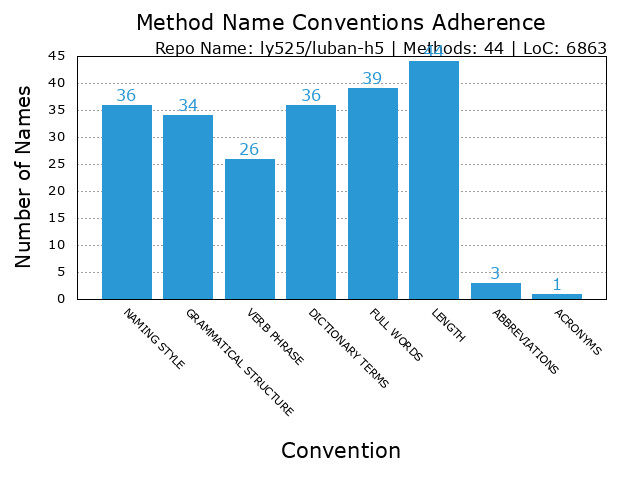 Method Name Conventions Adherence
Repo Name: ly525/luban-h5 | Methods: 44 | LoC: 6863
Number of Names
45
40
35
30
25
20
15
10
5
0
36
34
26
36
39
44
3
1
NAMING STYLE
GRAMMATICAL STRUCTURE
VERB PHRASE
DICTIONARY TERMS
FULL WORDS
LENGTH
ABBREVIATIONS
ACRONYMS
Convention